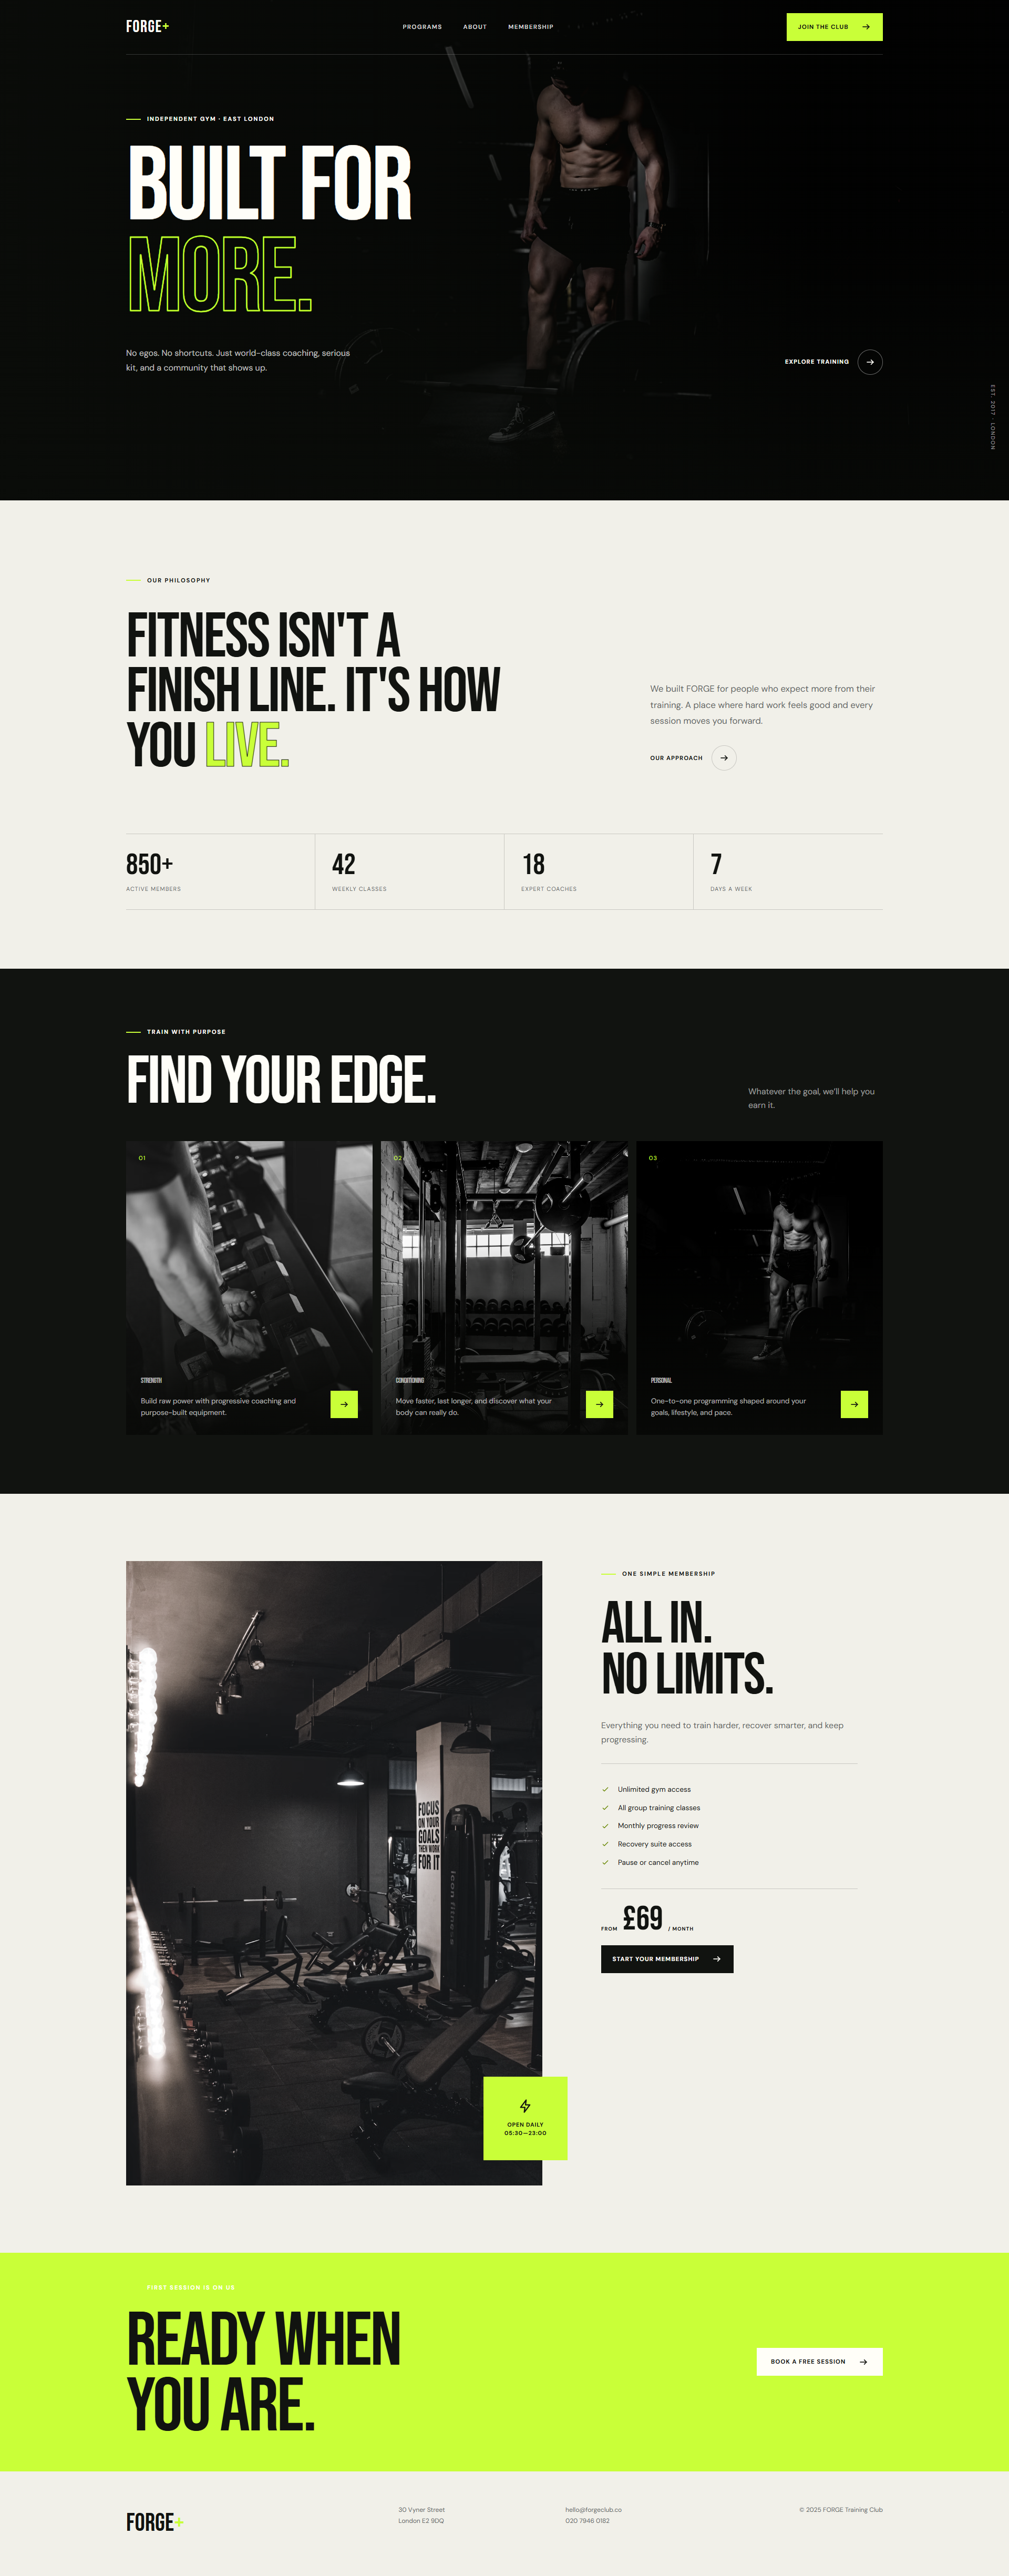 FORGE+
PROGRAMS
ABOUT
MEMBERSHIP
JOIN THE CLUB
INDEPENDENT GYM · EAST LONDON
BUILT FOR
MORE.
No egos. No shortcuts. Just world-class coaching, serious
kit, and a community that shows up.
EXPLORE TRAINING
EST. 2017 · LONDON
OUR PHILOSOPHY
FITNESS ISN'T A
FINISH LINE. IT'S HOW
YOU LIVE.
We built FORGE for people who expect more from their
training. A place where hard work feels good and every
session moves you forward.
OUR APPROACH
850+
ACTIVE MEMBERS
42
WEEKLY CLASSES
18
EXPERT COACHES
7
DAYS A WEEK
TRAIN WITH PURPOSE
FIND YOUR EDGE.
Whatever the goal, we'll help you
earn it.
01
STRENGTH
Build raw power with progressive coaching and
purpose-built equipment.
02
CONDITIONING
Move faster, last longer, and discover what your
body can really do.
03
PERSONAL
One-to-one programming shaped around your
goals, lifestyle, and pace.
FOCUS
ON YOUR
GOALS
THEN WORK
FOR IT
icon fitness
OPEN DAILY
05:30—23:00
ONE SIMPLE MEMBERSHIP
ALL IN.
NO LIMITS.
Everything you need to train harder, recover smarter, and keep
progressing.
Unlimited gym access
All group training classes
Monthly progress review
Recovery suite access
Pause or cancel anytime
FROM £69 / MONTH
START YOUR MEMBERSHIP
FIRST SESSION IS ON US
READY WHEN
YOU ARE.
BOOK A FREE SESSION
FORGE+
30 Vyner Street
London E2 9DQ
hello@forgeclub.co
020 7946 0182
© 2025 FORGE Training Club